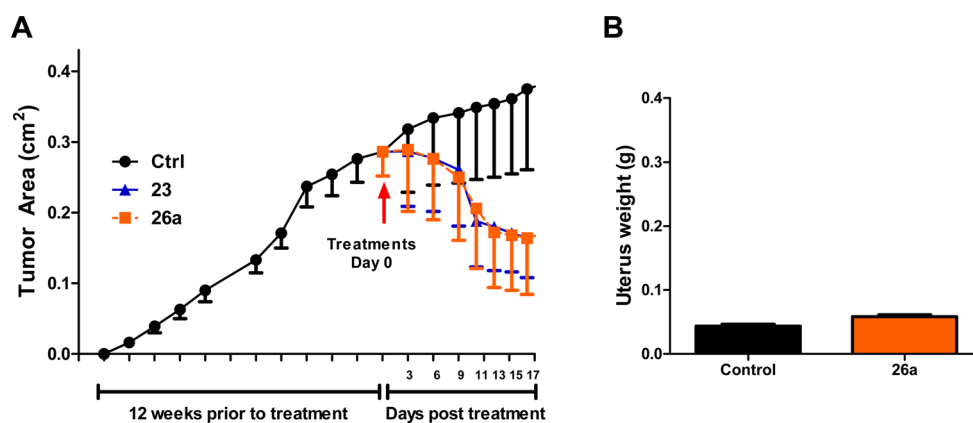 A
Tumor Area (cm2)
0.4
0.3
0.2
0.1
0.0
Ctrl
23
26a
Treatments
Day 0
3 6 9 11 13 15 17
12 weeks prior to treatment
Days post treatment
B
Uterus weight (g)
0.4
0.3
0.2
0.1
0.0
Control
26a